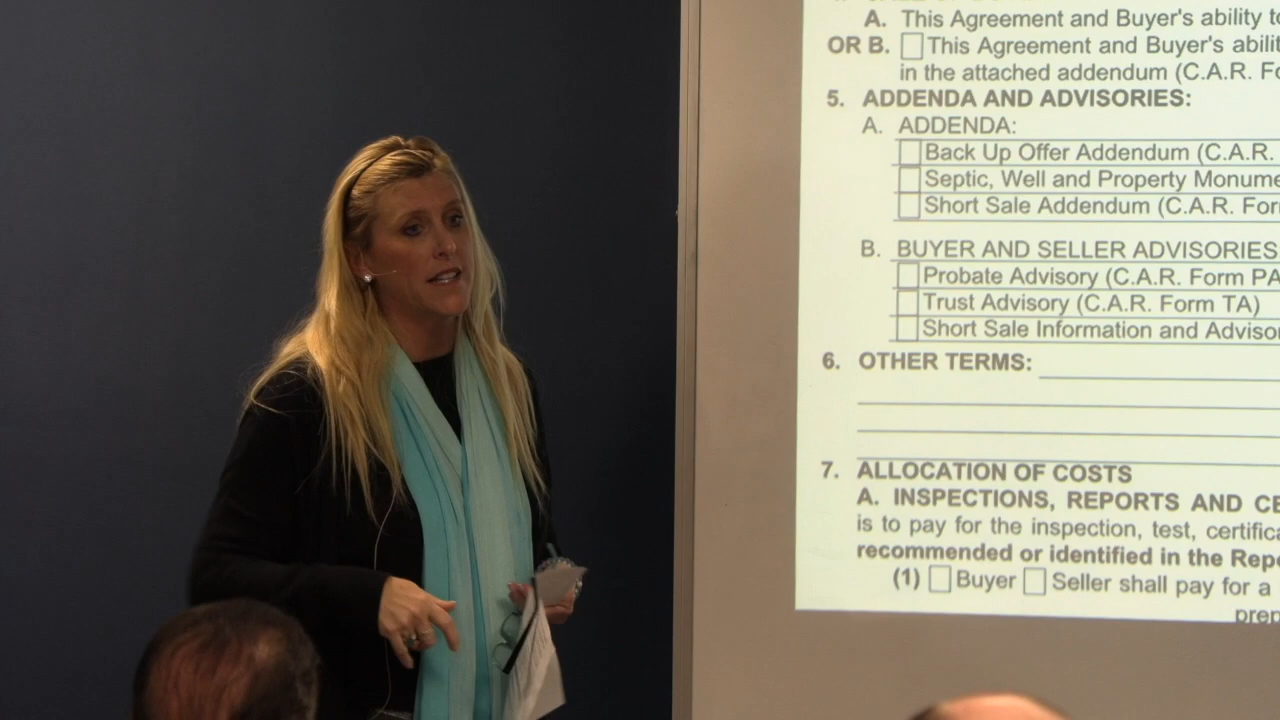 A. This Agreement and Buyer's ability to
OR B. This Agreement and Buyer's abilit
in the attached addendum (C.A.R. Fo
5. ADDENDA AND ADVISORIES:
A. ADDENDA:
Back Up Offer Addendum (C.A.R.
Septic, Well and Property Monume
Short Sale Addendum (C.A.R. For
B. BUYER AND SELLER ADVISORIES
Probate Advisory (C.A.R. Form PA
Trust Advisory (C.A.R. Form TA)
Short Sale Information and Adviso
6. OTHER TERMS:
7. ALLOCATION OF COSTS
A. INSPECTIONS, REPORTS AND CE
is to pay for the inspection, test, certifica
recommended or identified in the Repo
(1) Buyer Seller shall pay for a
prep